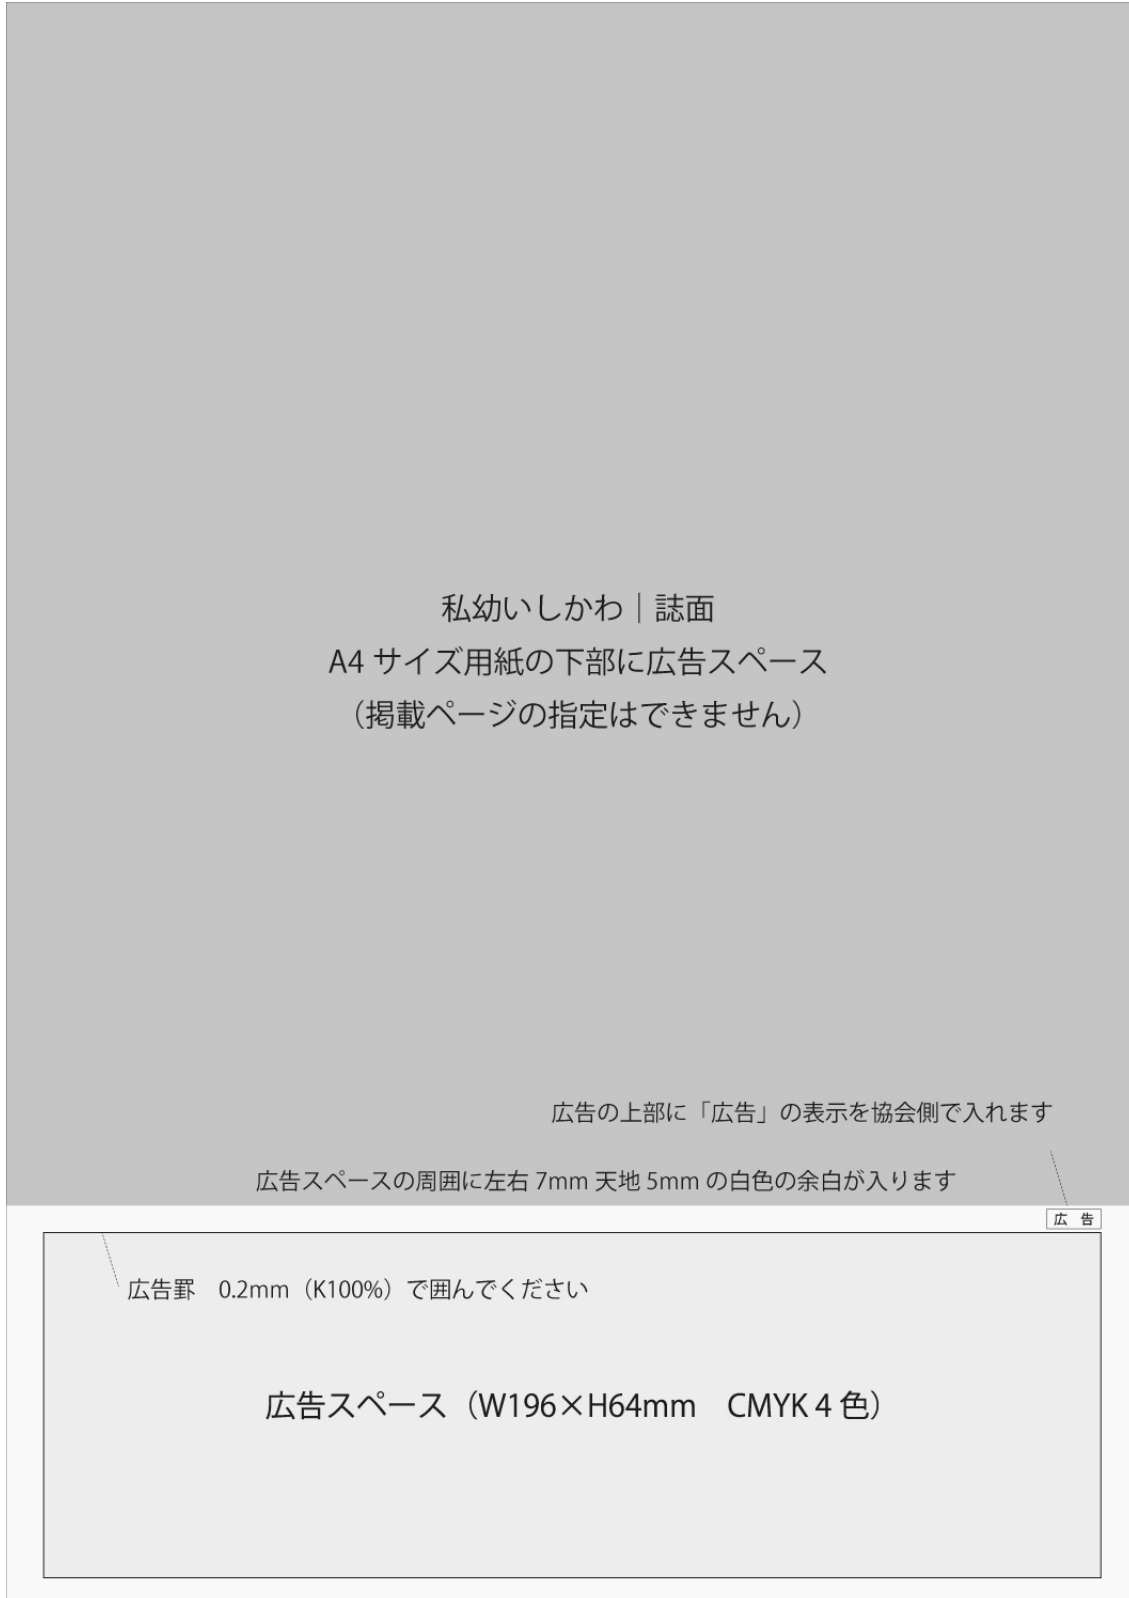 私幼いしかわ｜誌面
A4 サイズ用紙の下部に広告スペース
（掲載ページの指定はできません）
広告の上部に「広告」の表示を協会側で入れます
広告スペースの周囲に左右 7mm 天地 5mm の白色の余白が入ります
広　告
広告罫　0.2mm（K100%）で囲んでください
広告スペース（W196×H64mm　CMYK 4 色）